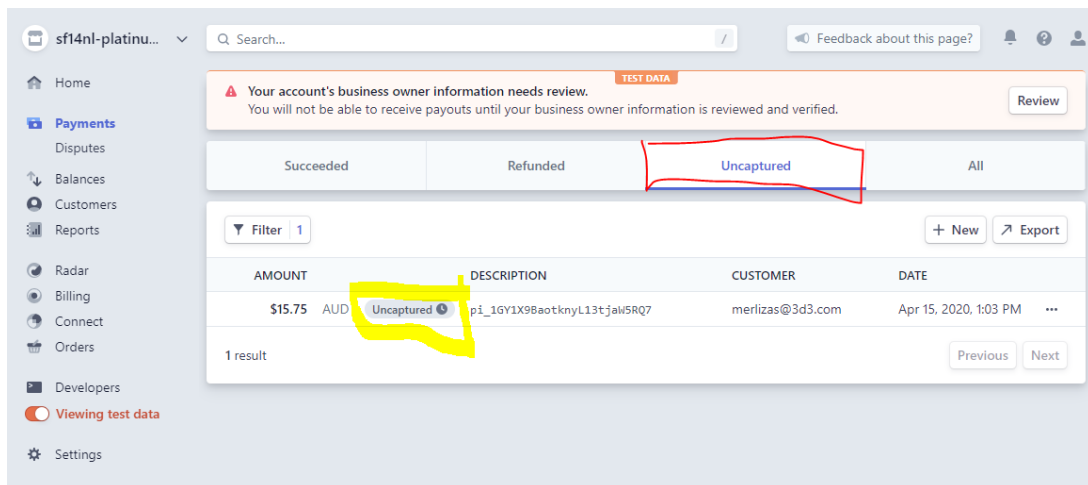 sf14nl-platinu...
Search...
/
Feedback about this page?
Home
Payments
Disputes
Balances
Customers
Reports
Radar
Billing
Connect
Orders
Developers
Viewing test data
Settings
TEST DATA
Your account's business owner information needs review.
You will not be able to receive payouts until your business owner information is reviewed and verified.
Review
Succeeded Refunded Uncaptured All
Filter 1
+ New Export
AMOUNT DESCRIPTION CUSTOMER DATE
$15.75 AUD Uncaptured pi_1GY1X9BaotknyL13tjaW5RQ7 merlizas@3d3.com Apr 15, 2020, 1:03 PM ...
1 result
Previous Next